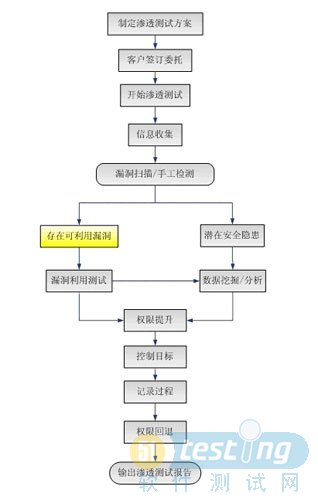 制定渗透测试方案
客户签订委托
开始渗透测试
信息收集
漏洞扫描/手工检测
存在可利用漏洞
潜在安全隐患
漏洞利用测试
数据挖掘/分析
权限提升
控制目标
记录过程
权限回退
51testing
输出渗透测试报告
软件测试网